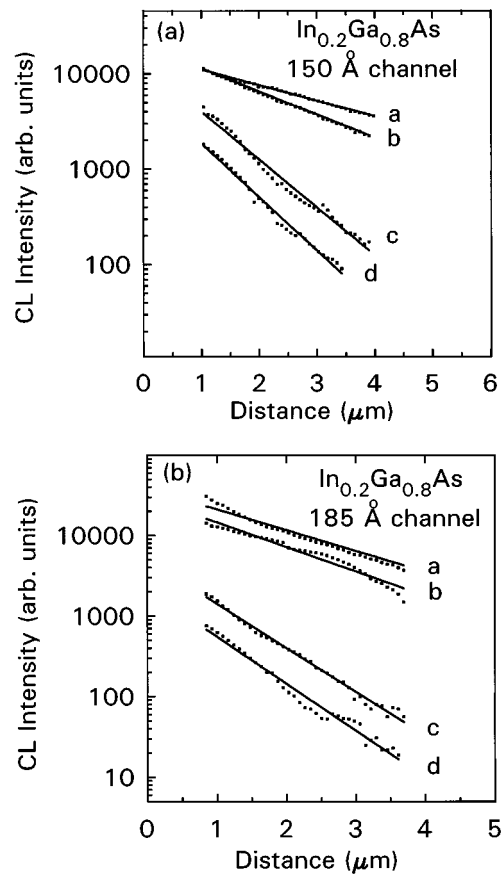 (a)
In0.2Ga0.8As
150 Å channel
CL Intensity (arb. units)
10000
1000
100
a
b
c
d
0 1 2 3 4 5 6
Distance (μm)
(b)
In0.2Ga0.8As
185 Å channel
CL Intensity (arb. units)
10000
1000
100
10
a
b
c
d
0 1 2 3 4 5
Distance (μm)